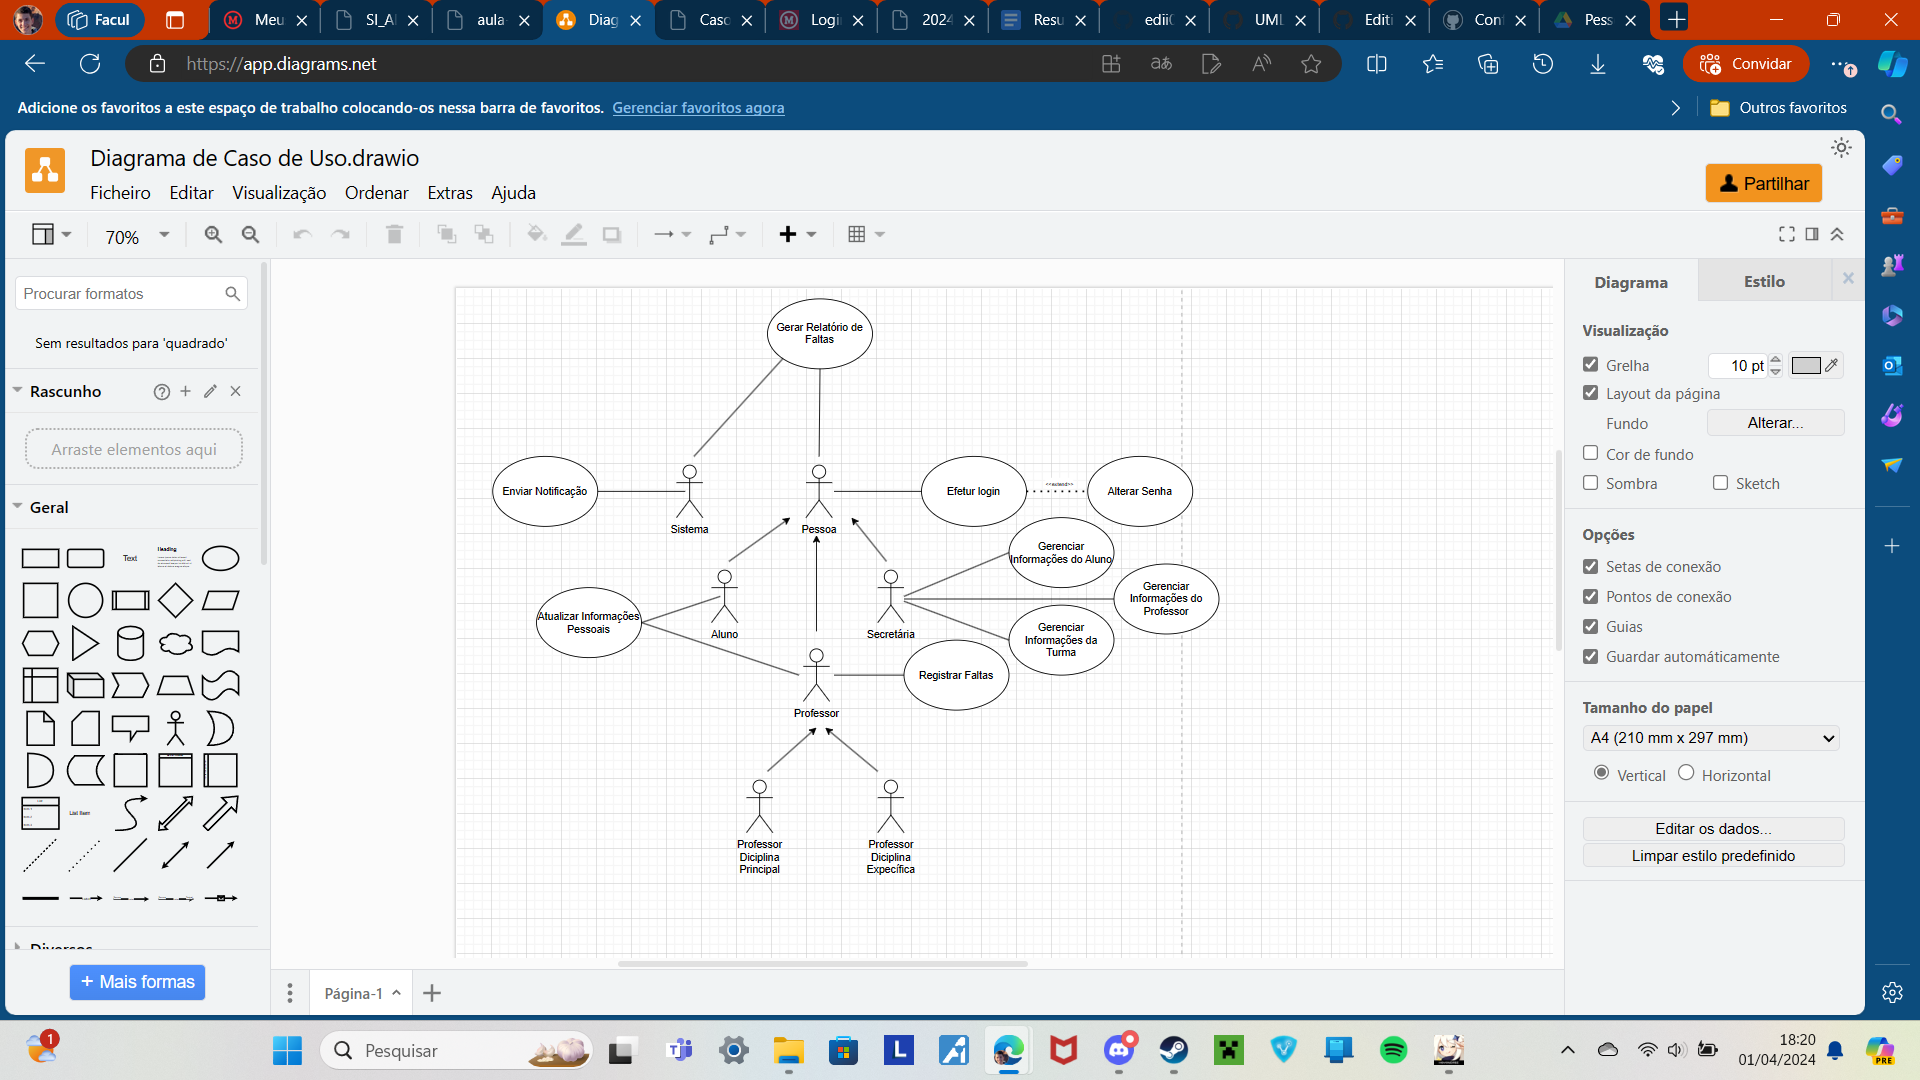 Facul
Meu
SI_Al
aula-
Diag
Caso
Login
2024
Resu
edii
UML
Editi
Conf
Pess
https://app.diagrams.net
Convidar
Adicione os favoritos a este espaço de trabalho colocando-os nessa barra de favoritos. Gerenciar favoritos agora
Outros favoritos
Diagrama de Caso de Uso.drawio
Ficheiro Editar Visualização Ordenar Extras Ajuda
Partilhar
70%
Procurar formatos
Sem resultados para 'quadrado'
Rascunho
Arraste elementos aqui
Geral
Text
Heading
List Item
Diversos
+ Mais formas
Gerar Relatório de
Faltas
Enviar Notificação
Sistema
Pessoa
Efetur login
<<extend>>
Alterar Senha
Gerenciar
Informações do Aluno
Gerenciar
Informações do
Professor
Gerenciar
Informações da
Turma
Atualizar Informações
Pessoais
Aluno
Secretária
Registrar Faltas
Professor
Professor
Diciplina
Principal
Professor
Diciplina
Expecífica
Página-1
Diagrama
Estilo
Visualização
Grelha
10 pt
Layout da página
Fundo
Alterar...
Cor de fundo
Sombra
Sketch
Opções
Setas de conexão
Pontos de conexão
Guias
Guardar automáticamente
Tamanho do papel
A4 (210 mm x 297 mm)
Vertical
Horizontal
Editar os dados...
Limpar estilo predefinido
1
Pesquisar
18:20
01/04/2024
PRE